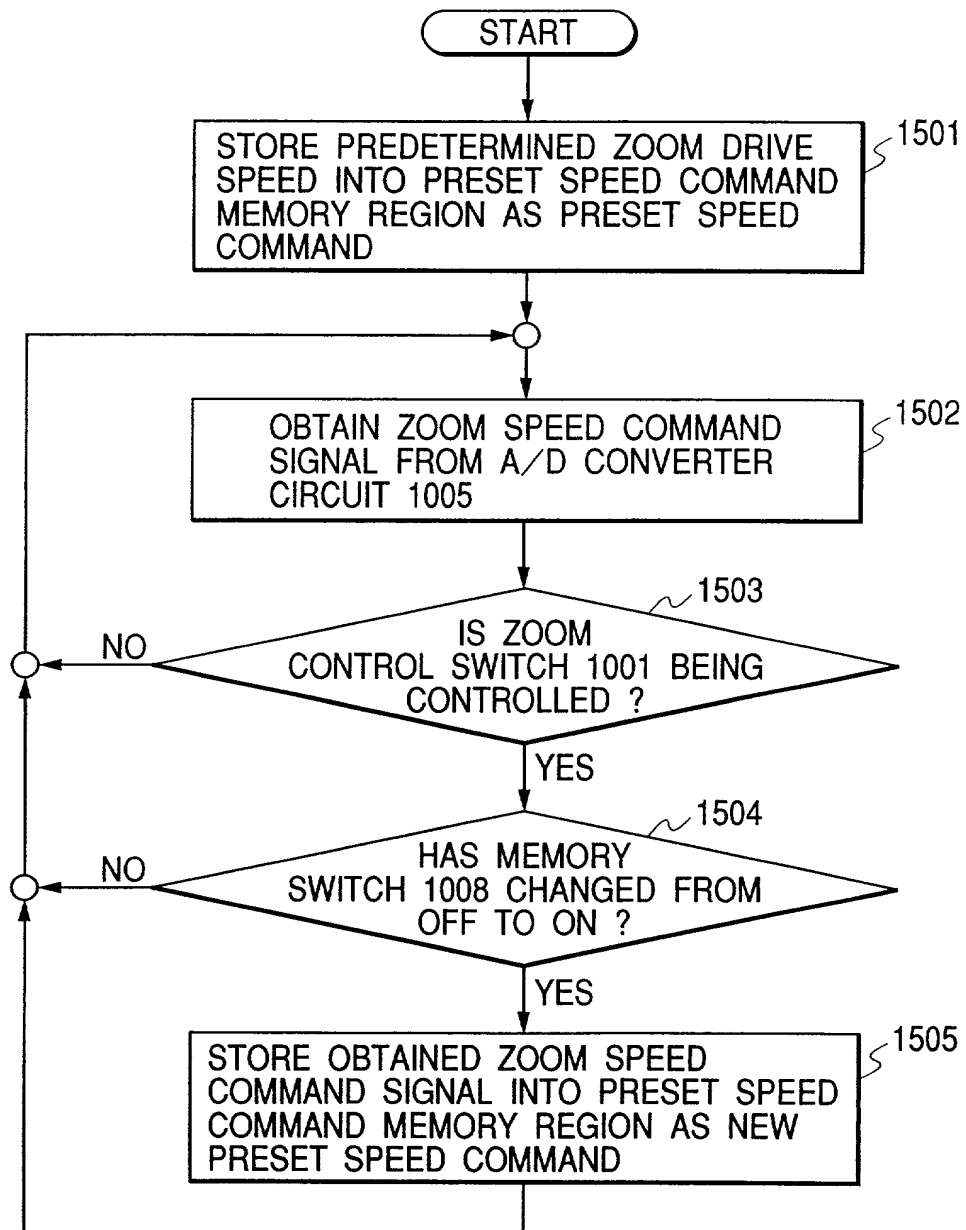 START
STORE PREDETERMINED ZOOM DRIVE
SPEED INTO PRESET SPEED COMMAND
MEMORY REGION AS PRESET SPEED
COMMAND
1501
OBTAIN ZOOM SPEED COMMAND
SIGNAL FROM A/D CONVERTER
CIRCUIT 1005
1502
1503
IS ZOOM
CONTROL SWITCH 1001 BEING
CONTROLLED ?
NO
YES
1504
HAS MEMORY
SWITCH 1008 CHANGED FROM
OFF TO ON ?
NO
YES
STORE OBTAINED ZOOM SPEED
COMMAND SIGNAL INTO PRESET SPEED
COMMAND MEMORY REGION AS NEW
PRESET SPEED COMMAND
1505